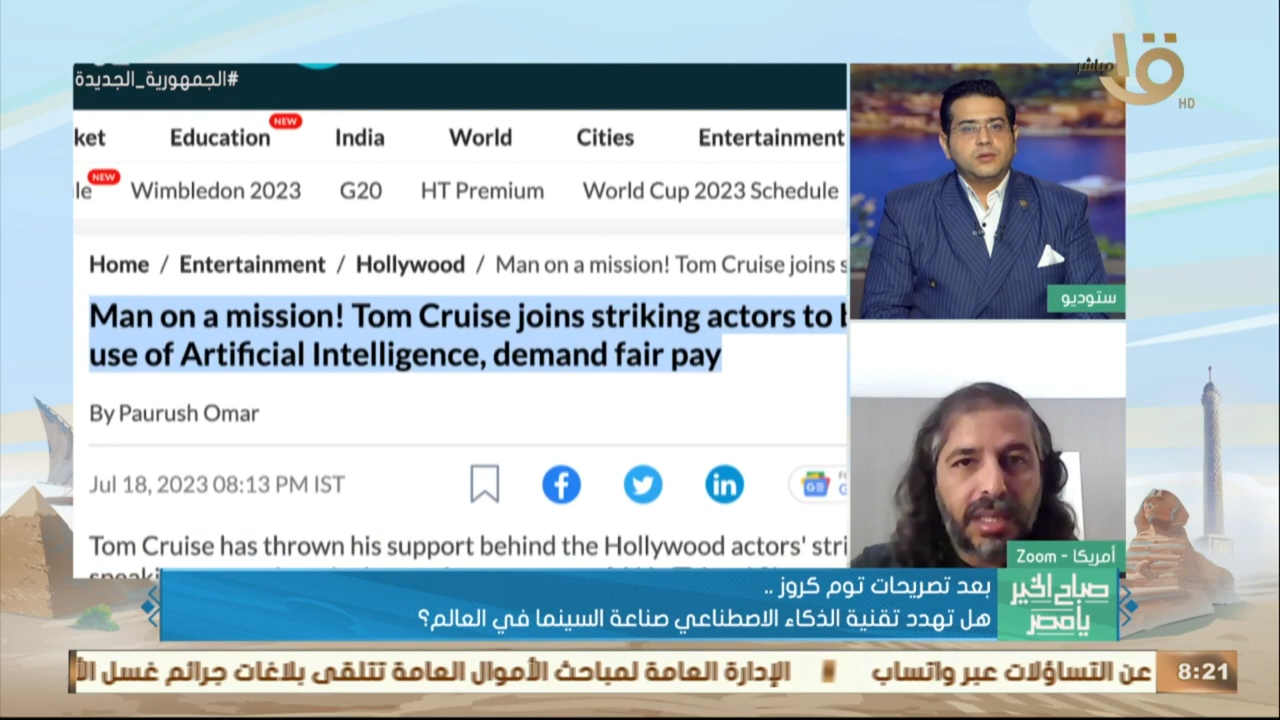 مباشر
HD
#الجمهورية_الجديدة
ket Education NEW India World Cities Entertainment
le NEW Wimbledon 2023 G20 HT Premium World Cup 2023 Schedule
Home / Entertainment / Hollywood / Man on a mission! Tom Cruise joins s
Man on a mission! Tom Cruise joins striking actors to
use of Artificial Intelligence, demand fair pay
By Paurush Omar
Jul 18, 2023 08:13 PM IST
Tom Cruise has thrown his support behind the Hollywood actors' stri
ستوديو
أمريكا - Zoom
صباح الخير
يا مصر
بعد تصريحات توم كروز ..
هل تهدد تقنية الذكاء الاصطناعي صناعة السينما في العالم؟
عن التساؤلات عبر واتساب الإدارة العامة لمباحث الأموال العامة تتلقى بلاغات جرائم غسل
8:21